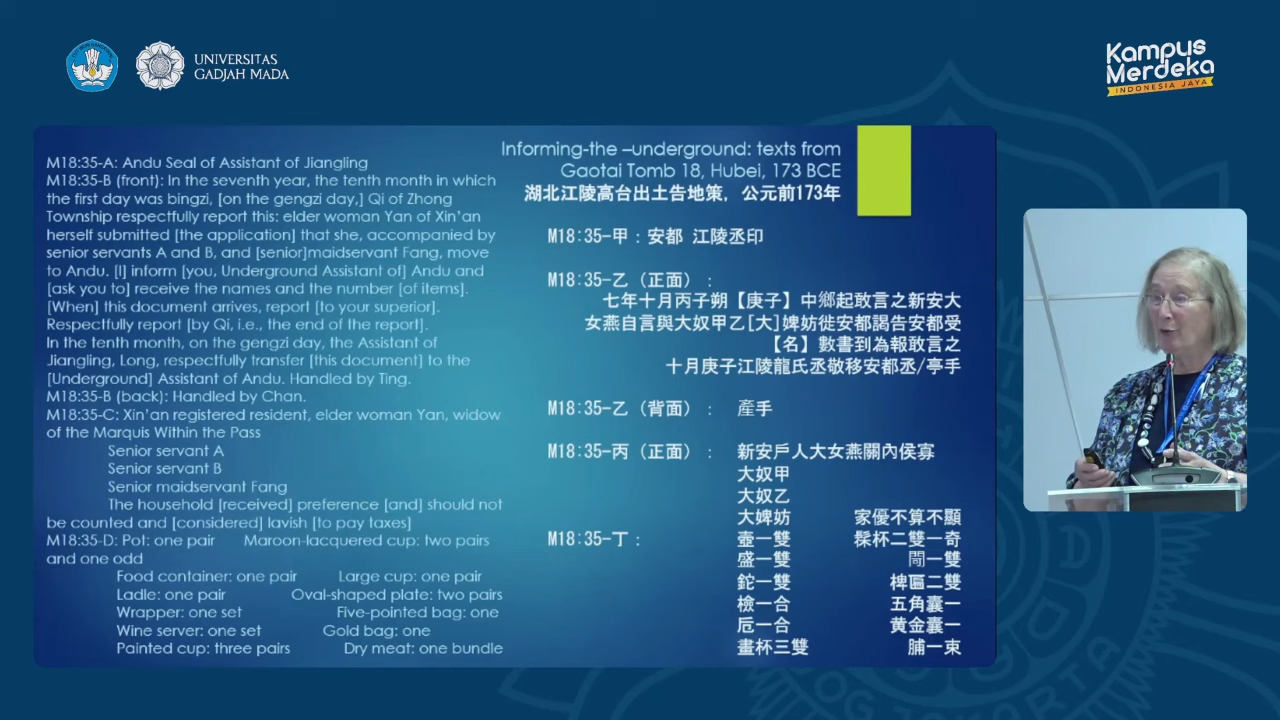 UNIVERSITAS
GADJAH MADA
Kampus
Merdeka
INDONESIA JAYA
Informing-the –underground: texts from
Gaotai Tomb 18, Hubei, 173 BCE
湖北江陵高台出土告地策，公元前173年
M18:35-A: Andu Seal of Assistant of Jiangling
M18:35-B (front): In the seventh year, the tenth month in which
the first day was bingzi, [on the gengzi day,] Qi of Zhong
Township respectfully report this: elder woman Yan of Xin’an
herself submitted [the application] that she, accompanied by
senior servants A and B, and [senior]maidservant Fang, move
to Andu. [I] inform [you, Underground Assistant of] Andu and
[ask you to] receive the names and the number [of items].
[When] this document arrives, report [to your superior].
Respectfully report [by Qi, i.e., the end of the report].
In the tenth month, on the gengzi day, the Assistant of
Jiangling, Long, respectfully transfer [this document] to the
[Underground] Assistant of Andu. Handled by Ting.
M18:35-B (back): Handled by Chan.
M18:35-C: Xin’an registered resident, elder woman Yan, widow
of the Marquis Within the Pass
Senior servant A
Senior servant B
Senior maidservant Fang
The household [received] preference [and] should not
be counted and [considered] lavish [to pay taxes]
M18:35-D: Pot: one pair Maroon-lacquered cup: two pairs
and one odd
Food container: one pair Large cup: one pair
Ladle: one pair Oval-shaped plate: two pairs
Wrapper: one set Five-pointed bag: one
Wine server: one set Gold bag: one
Painted cup: three pairs Dry meat: one bundle
M18:35-甲：安都 江陵丞印
M18:35-乙（正面）：
七年十月丙子朔【庚子】中鄉起敢言之新安大
女燕自言與大奴甲乙[大]婢妨徙安都謁告安都受
【名】數書到為報敢言之
十月庚子江陵龍氏丞敬移安都丞/亭手
M18:35-乙（背面）： 產手
M18:35-丙（正面）： 新安戶人大女燕關內侯寡
大奴甲
大奴乙
大婢妨 家優不算不顯
M18:35-丁： 壺一雙 髹杯二雙一奇
盛一雙 閜一雙
鉈一雙 椑匾二雙
檢一合 五角囊一
卮一合 黃金囊一
畫杯三雙 脯一束